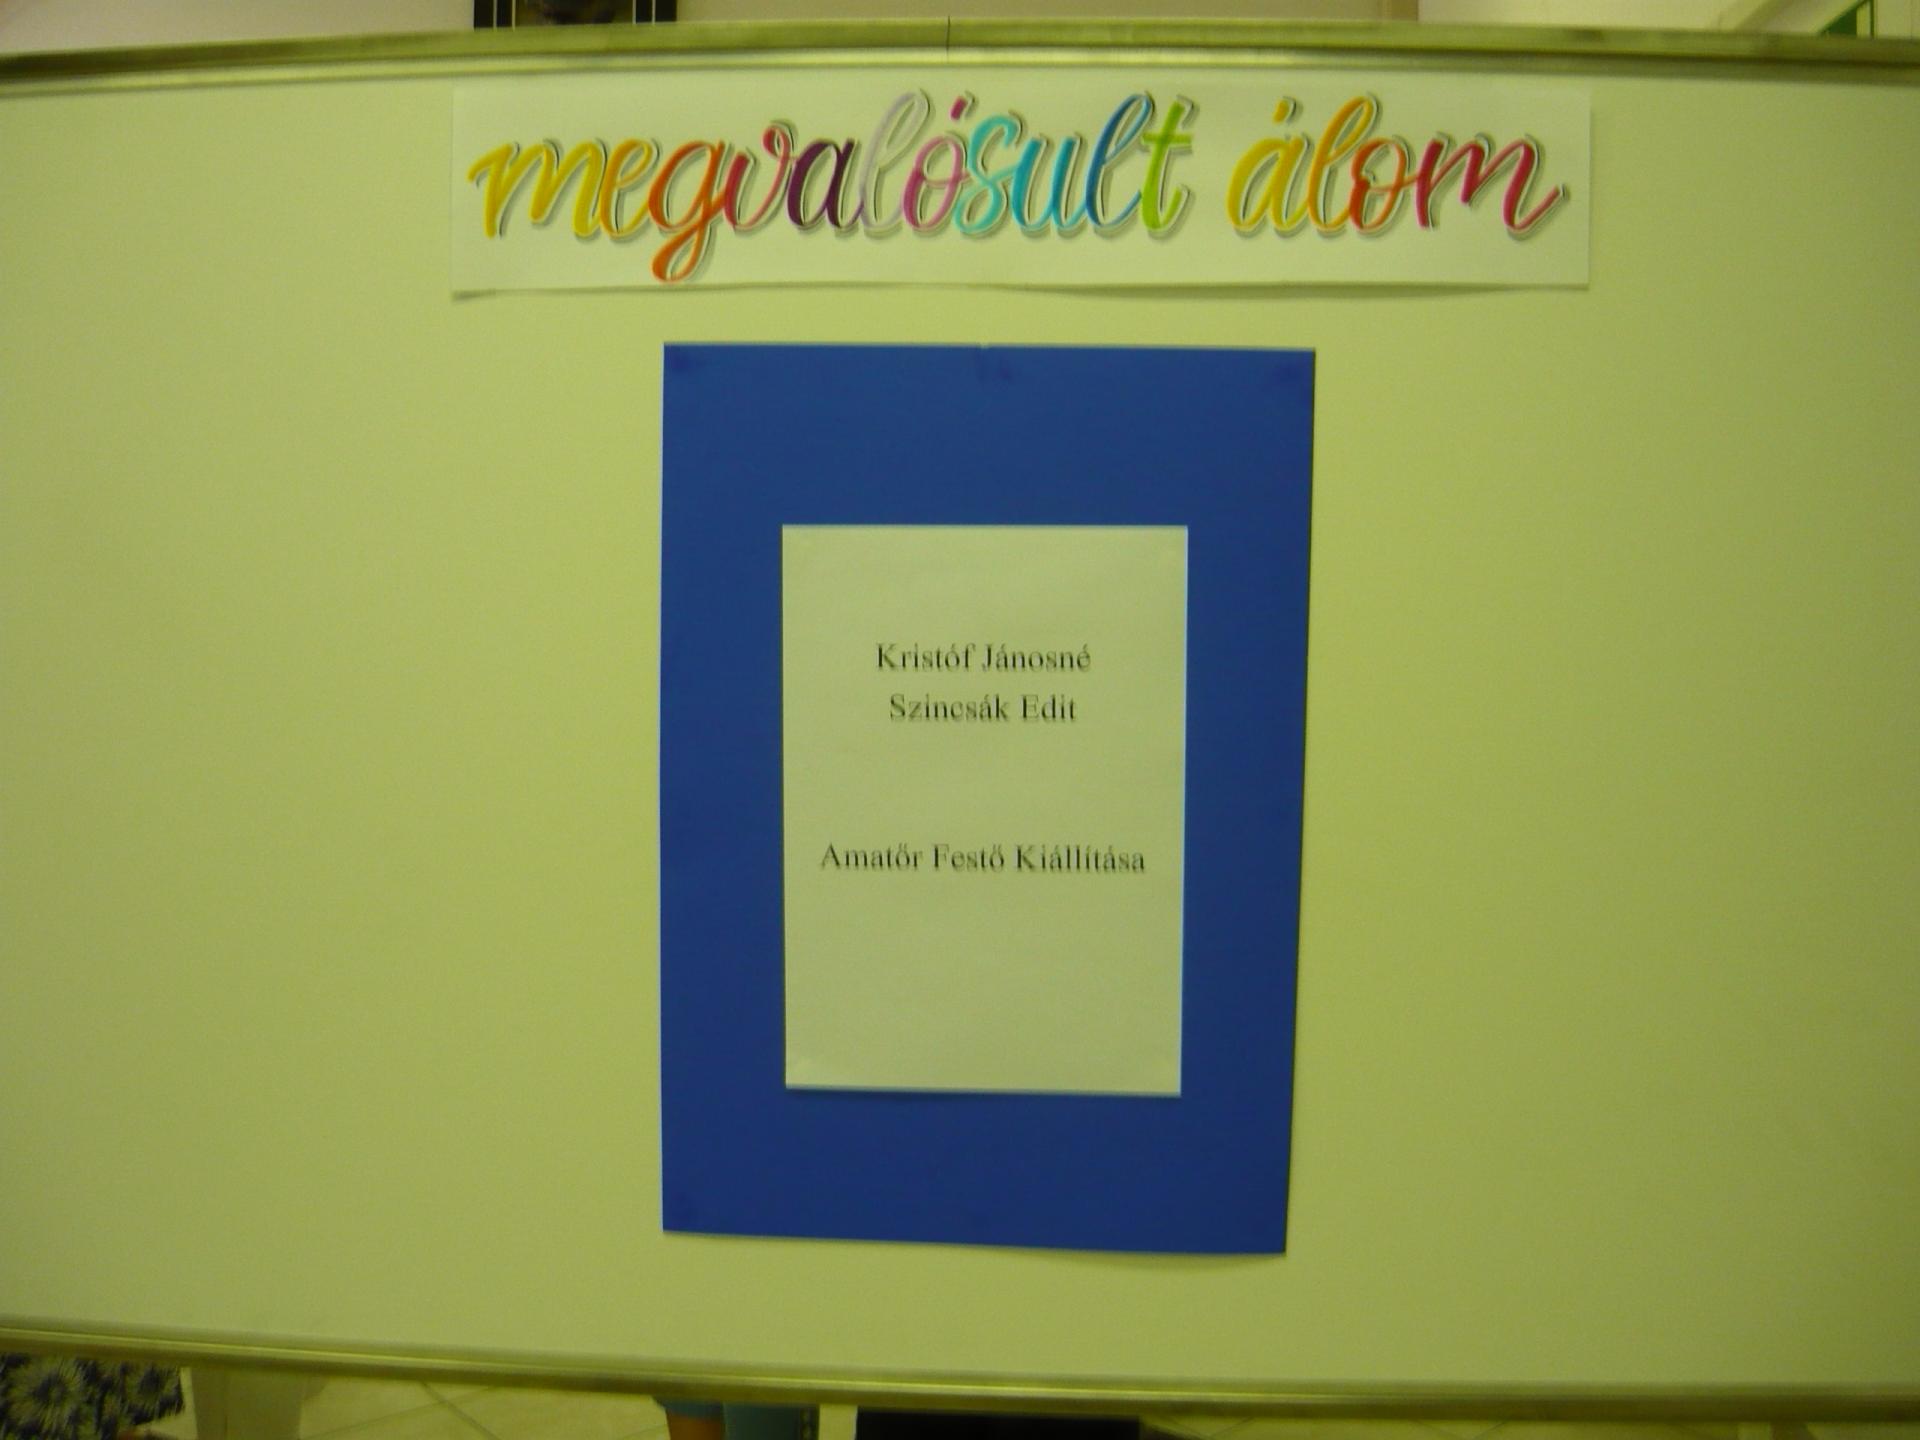 megvalósult álom
Kristóf Jánosné
Szincsák Edit
Amatőr Festő Kiállítása